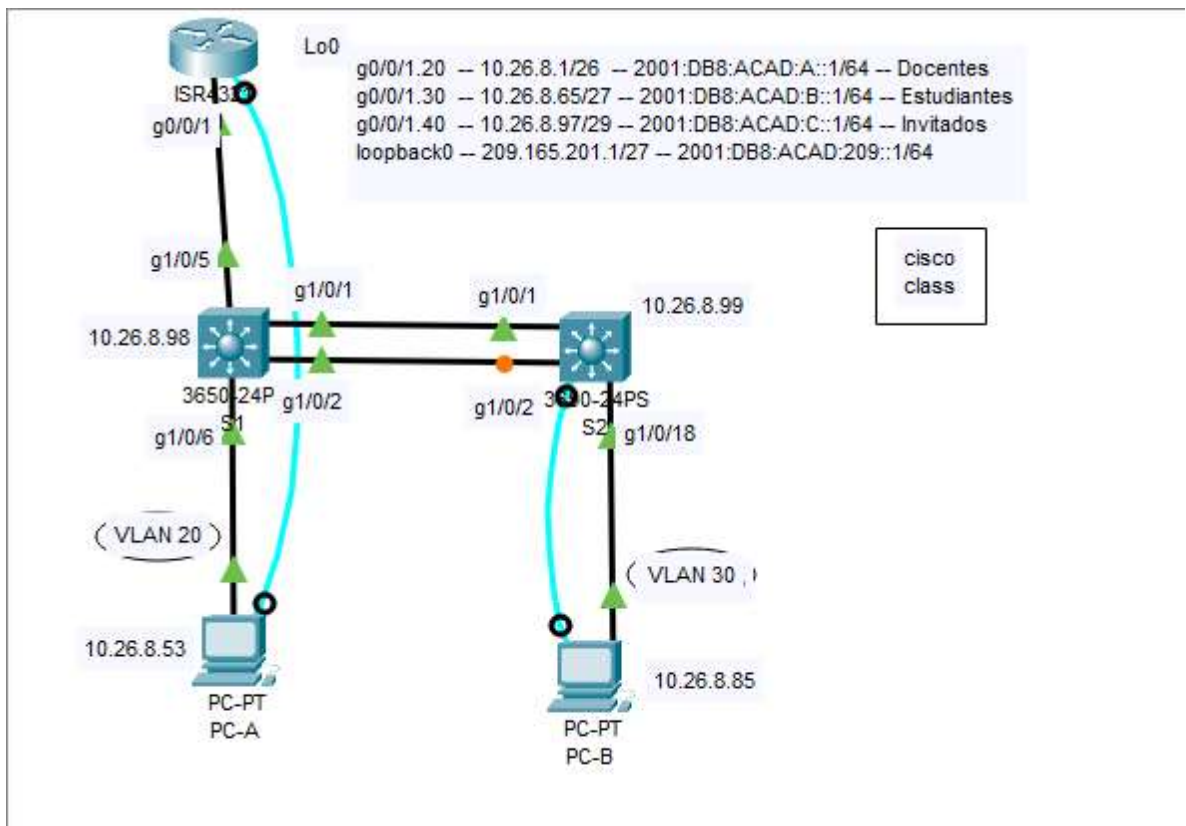 Lo0
g0/0/1.20 -- 10.26.8.1/26 -- 2001:DB8:ACAD:A::1/64 -- Docentes
g0/0/1.30 -- 10.26.8.65/27 -- 2001:DB8:ACAD:B::1/64 -- Estudiantes
g0/0/1.40 -- 10.26.8.97/29 -- 2001:DB8:ACAD:C::1/64 -- Invitados
loopback0 -- 209.165.201.1/27 -- 2001:DB8:ACAD:209::1/64
g0/0/1
g1/0/5
cisco
class
g1/0/1
g1/0/1
10.26.8.99
10.26.8.98
3650-24P
S1
g1/0/2
g1/0/2
24PS
S2
g1/0/6
g1/0/18
VLAN 20
VLAN 30
10.26.8.53
PC-PT
PC-A
10.26.8.85
PC-PT
PC-B